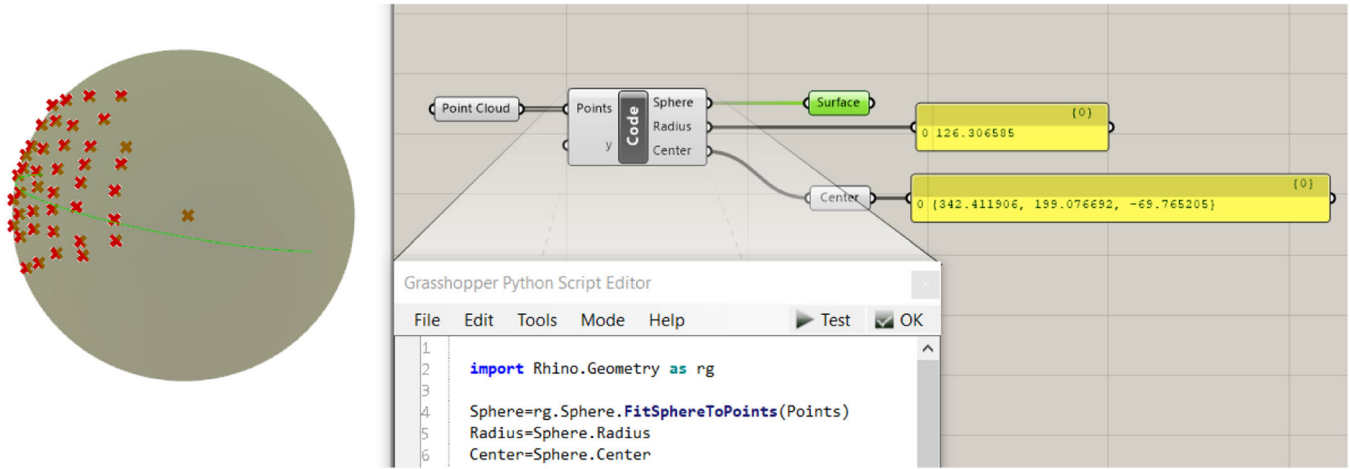 Point Cloud
Points
y
Code
Sphere
Radius
Center
Surface
{0}
0 126.306585
Center
{0}
0 {342.411906, 199.076692, -69.765205}
Grasshopper Python Script Editor
File Edit Tools Mode Help Test OK
1
2 import Rhino.Geometry as rg
3
4 Sphere=rg.Sphere.FitSphereToPoints(Points)
5 Radius=Sphere.Radius
6 Center=Sphere.Center